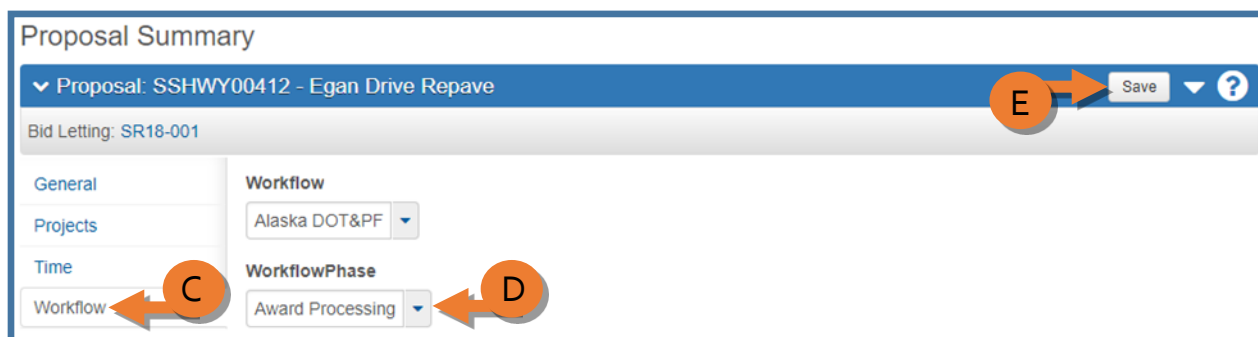 Proposal Summary
Proposal: SSHWY00412 - Egan Drive Repave
E
Save
?
Bid Letting: SR18-001
General
Workflow
Alaska DOT&PF
Projects
Time
WorkflowPhase
Workflow
C
Award Processing
D